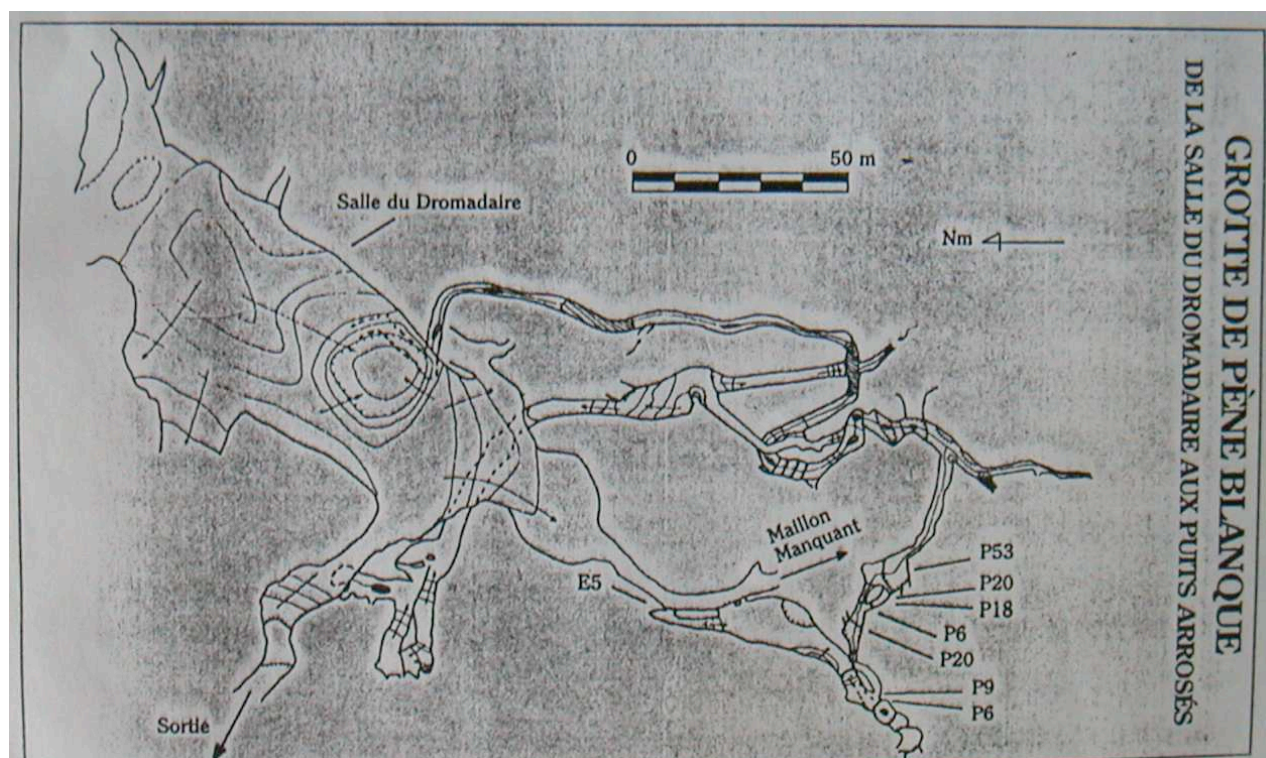 GROTTE DE PÈNE BLANQUE
DE LA SALLE DU DROMADAIRE AUX PUITS ARROSÉS
0 50 m
Salle du Dromadaire
Nm
Maillon
Manquant
E5
P53
P20
P18
P6
P20
P9
P6
Sortie